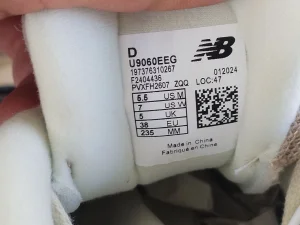 D
U9060EEG
197376310267
F2404436
PVXFH2607 ZQQ
NB
012024
LOC:47
5.5 US M
7 US W
5 UK
38 EU
235 MM
Made in China
Fabriqué en Chine